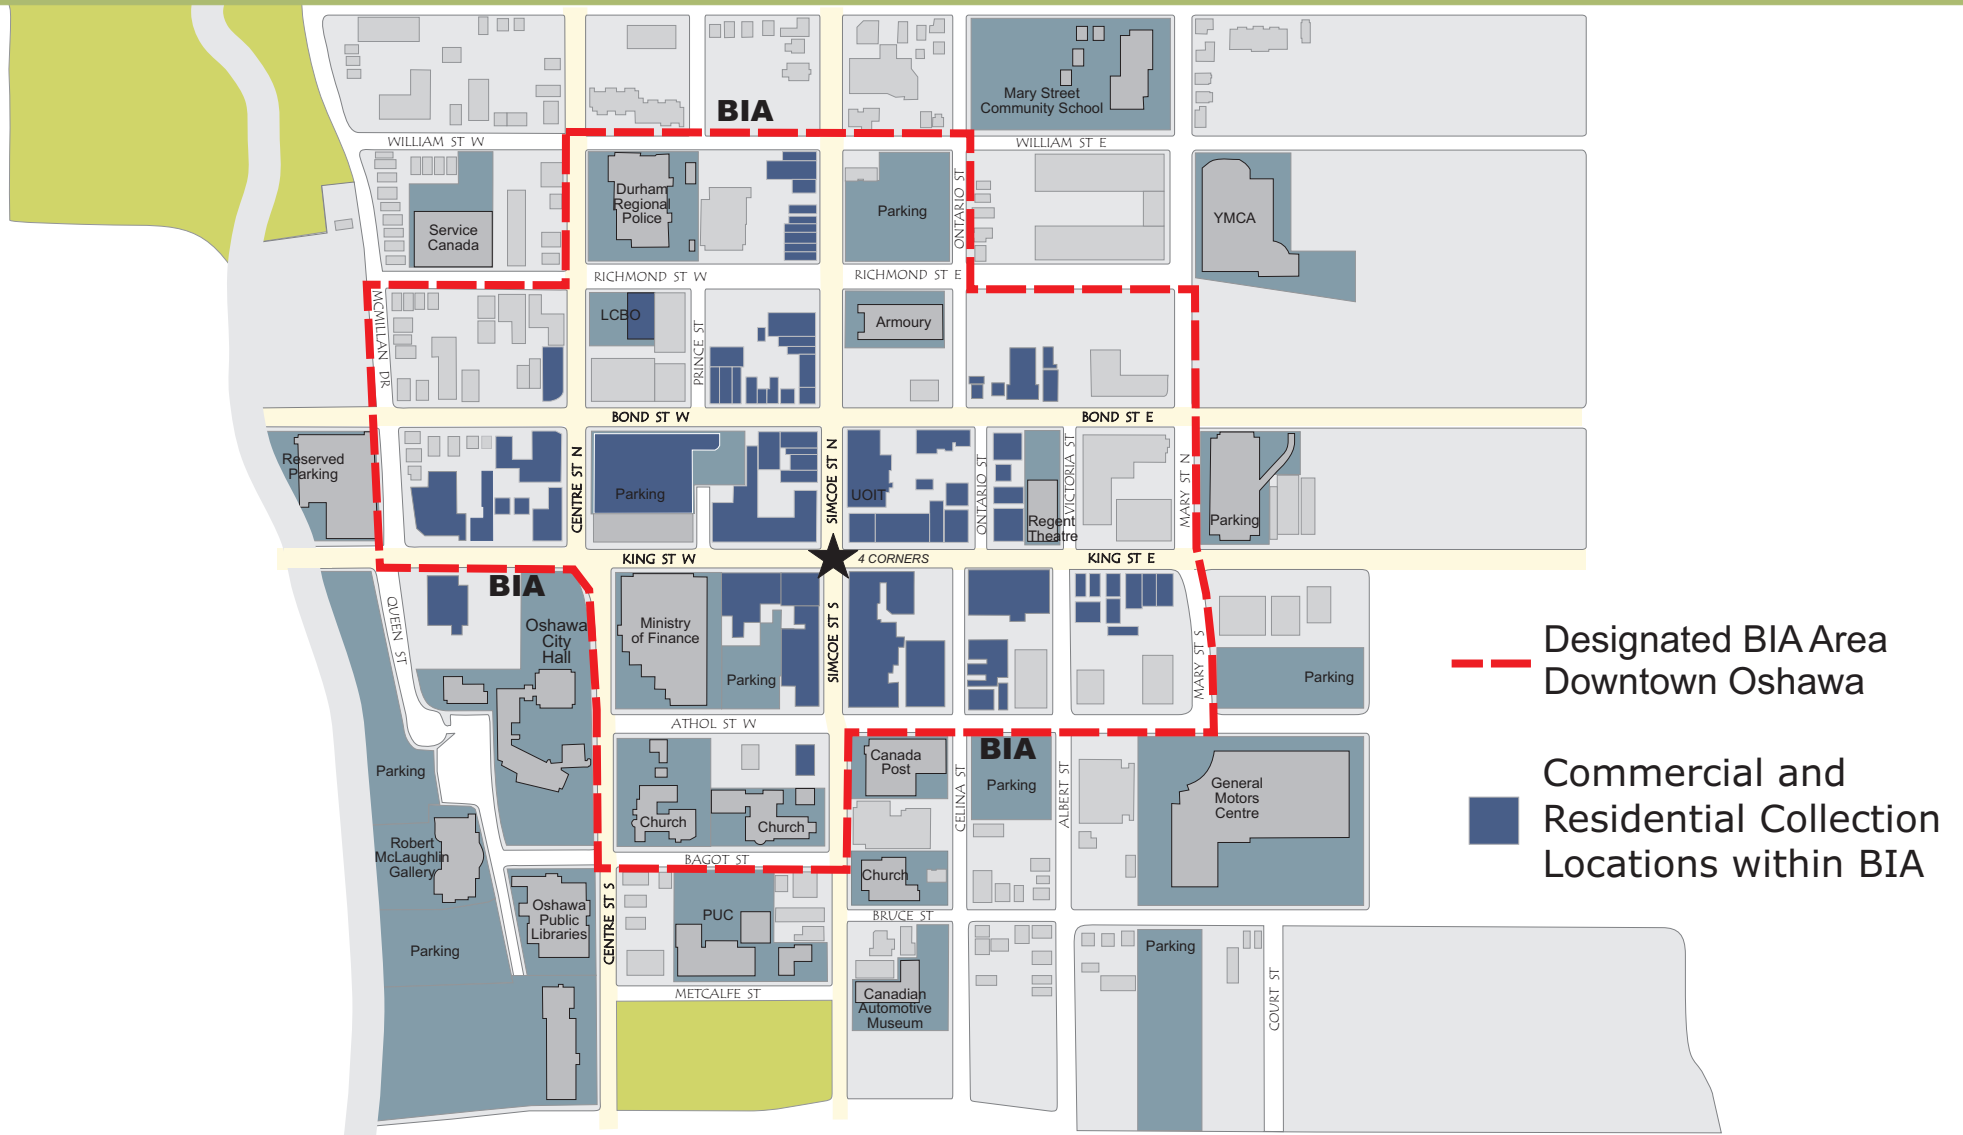 Mary Street
Community School
BIA
WILLIAM ST W
WILLIAM ST E
Durham
Regional
Police
Service
Canada
Parking
ONTARIO ST
YMCA
RICHMOND ST W
RICHMOND ST E
MCMILLAN DR
LCBO
PRINCE ST
Armoury
BOND ST W
BOND ST E
Reserved
Parking
CENTRE ST N
Parking
SIMCOE ST N
UOIT
ONTARIO ST
Regent
Theatre
VICTORIA ST
MARY ST N
Parking
KING ST W
4 CORNERS
KING ST E
BIA
QUEEN ST
Oshawa
City
Hall
Ministry
of Finance
Parking
SIMCOE ST S
MARY ST S
Parking
Designated BIA Area
Downtown Oshawa
ATHOL ST W
Canada
Post
CELINA ST
BIA
Parking
ALBERT ST
General
Motors
Centre
Commercial and
Residential Collection
Locations within BIA
Parking
Church
Church
Robert
McLaughlin
Gallery
BAGOT ST
Church
Oshawa
Public
Libraries
CENTRE ST S
PUC
BRUCE ST
Parking
Parking
METCALFE ST
Canadian
Automotive
Museum
COURT ST